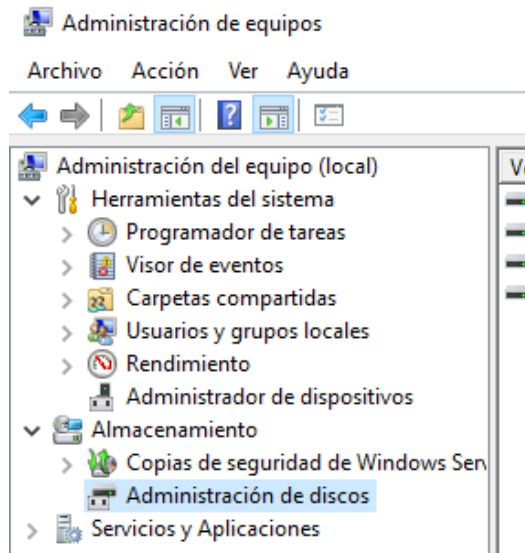 Administración de equipos
Archivo Acción Ver Ayuda
Administración del equipo (local)
Herramientas del sistema
Programador de tareas
Visor de eventos
Carpetas compartidas
Usuarios y grupos locales
Rendimiento
Administrador de dispositivos
Almacenamiento
Copias de seguridad de Windows Serv
Administración de discos
Servicios y Aplicaciones